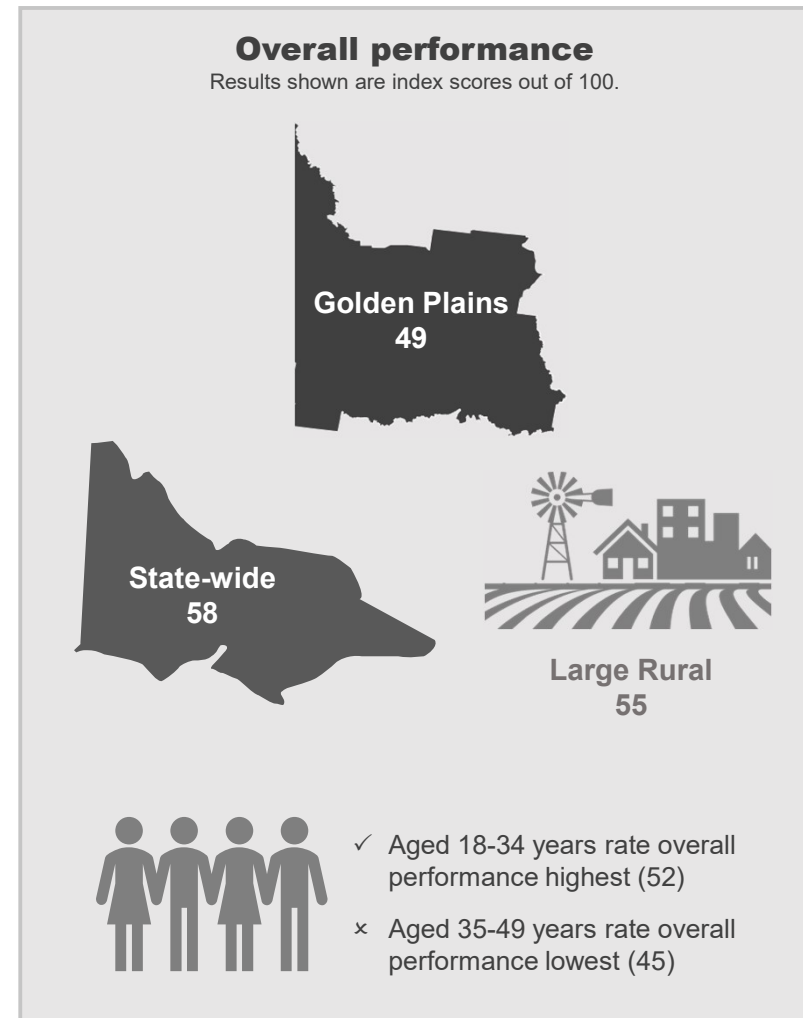 Overall performance
Results shown are index scores out of 100.
Golden Plains
49
State-wide
58
Large Rural
55
✓ Aged 18-34 years rate overall
performance highest (52)
× Aged 35-49 years rate overall
performance lowest (45)